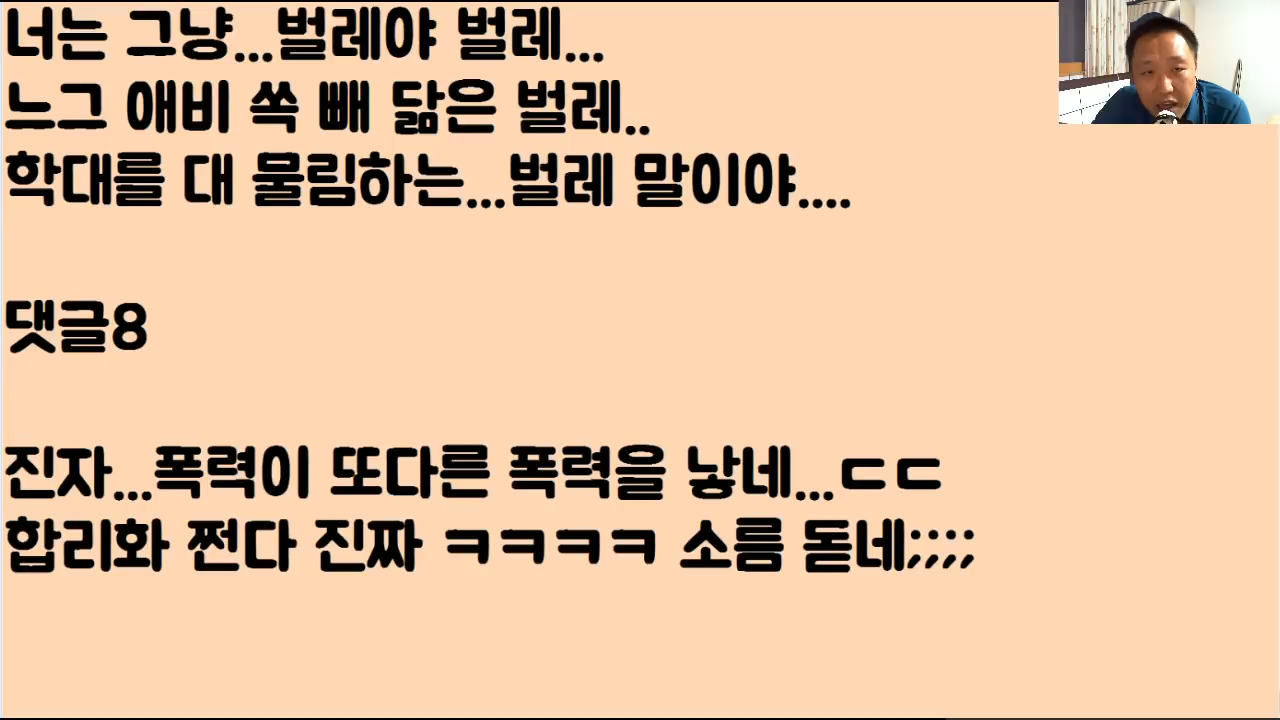 너는 그냥...벌레야 벌레...
느그 애비 쏙 빼 닮은 벌레..
학대를 대 물림하는...벌레 말이야....
댓글8
진자...폭력이 또다른 폭력을 낳네...ㄷㄷ
합리화 쩐다 진짜 ㅋㅋㅋㅋ 소름 돋네;;;;